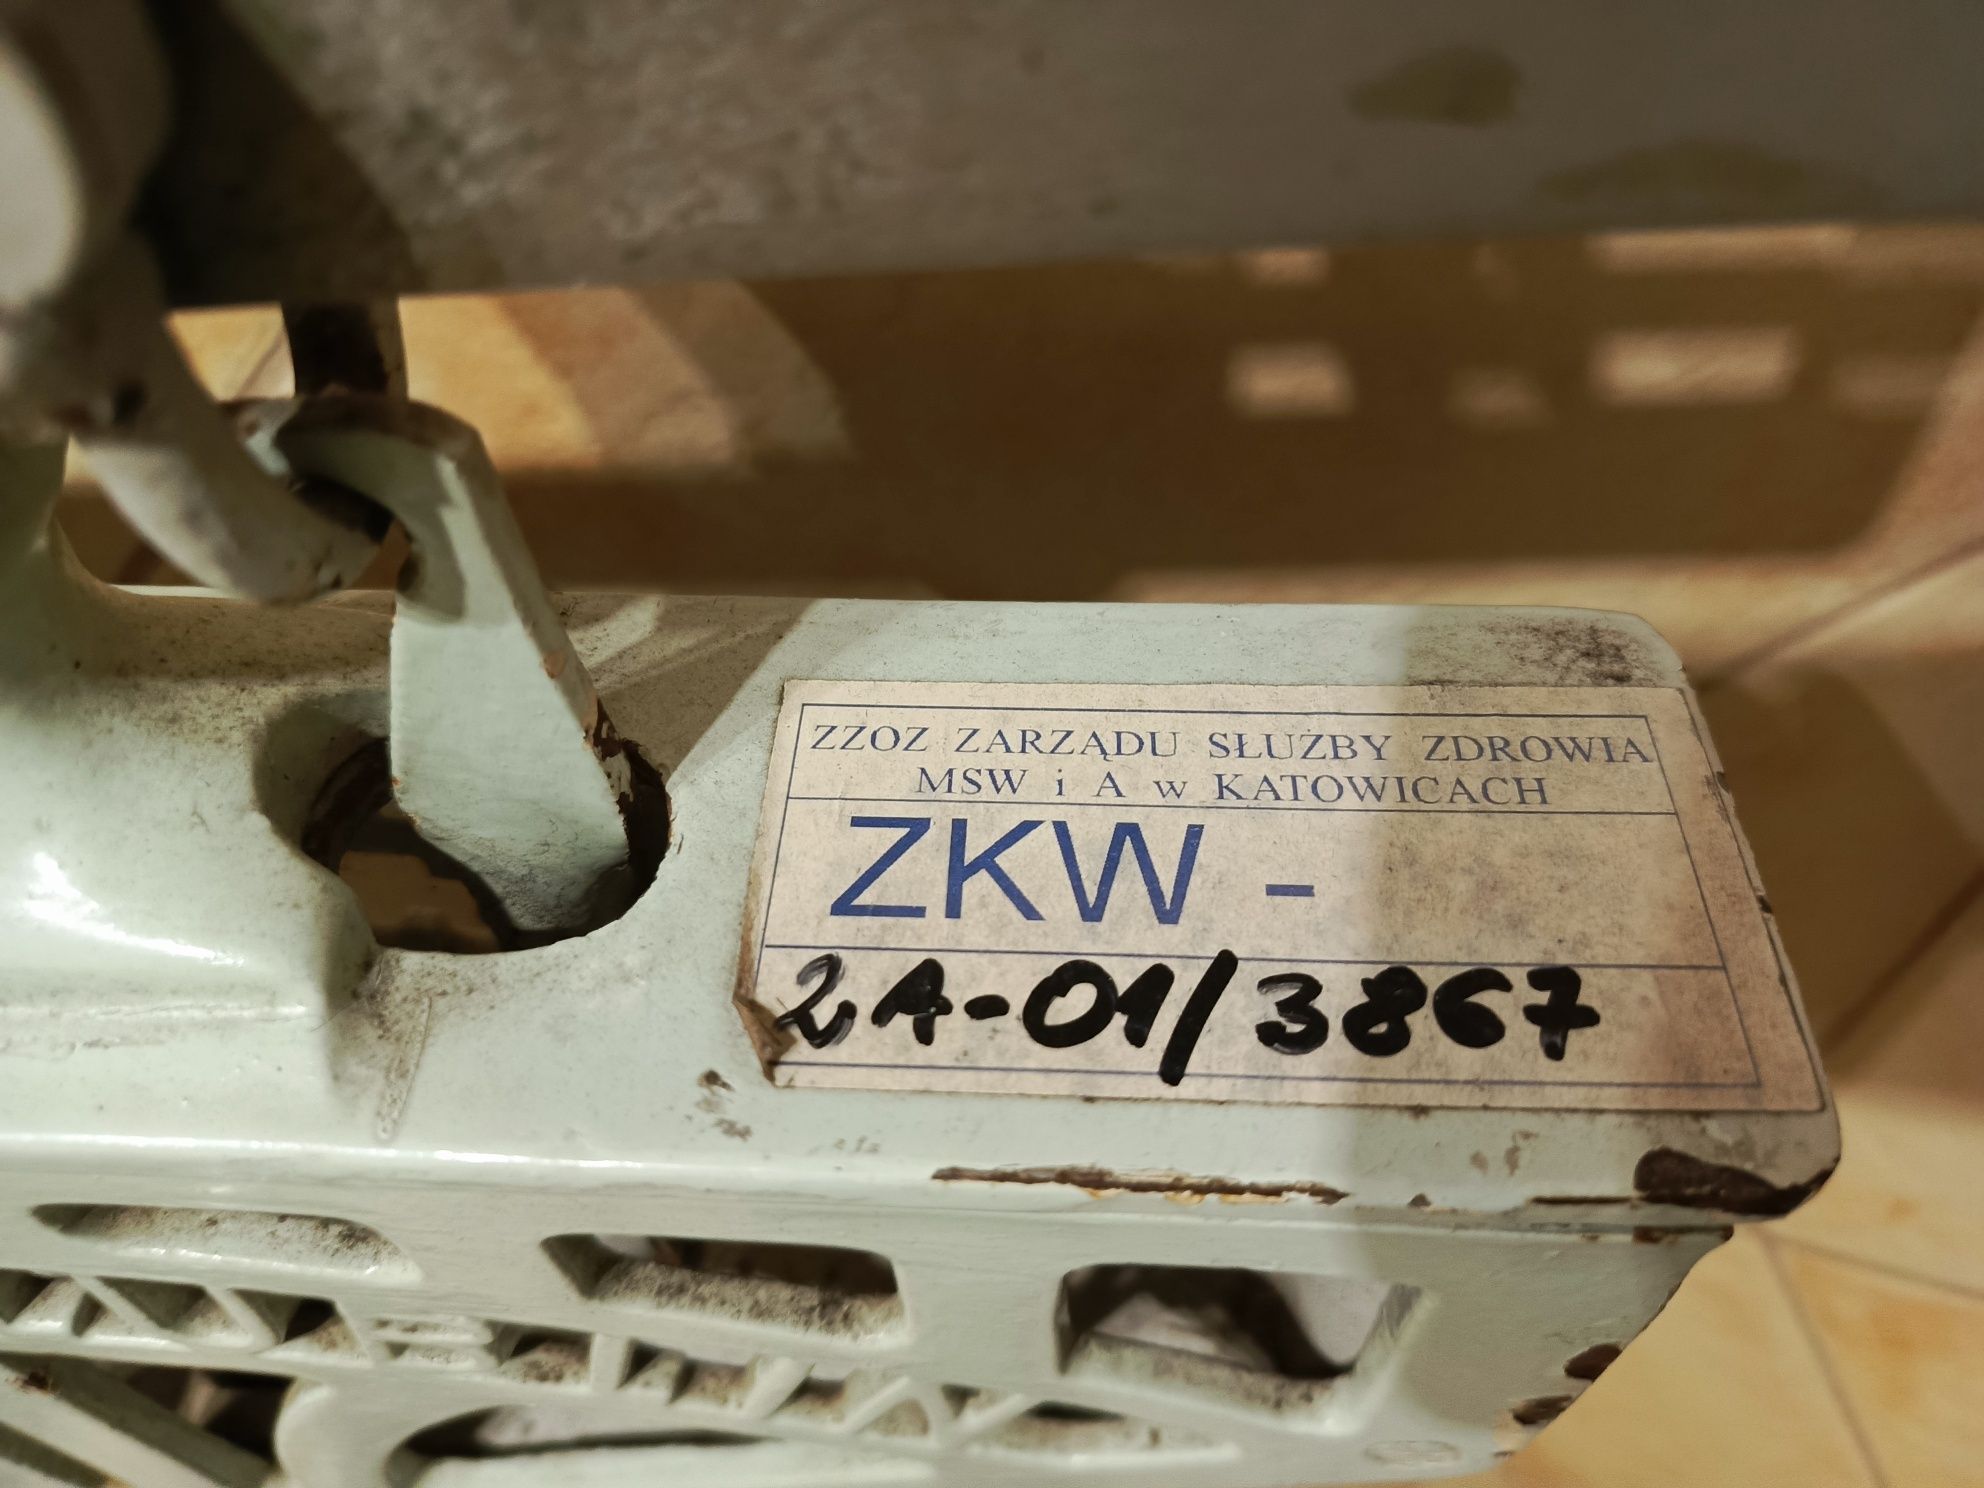 ZZOZ ZARZĄDU SŁUŻBY ZDROWIA
MSW i A w KATOWICACH
ZKW -
2A-01/3867